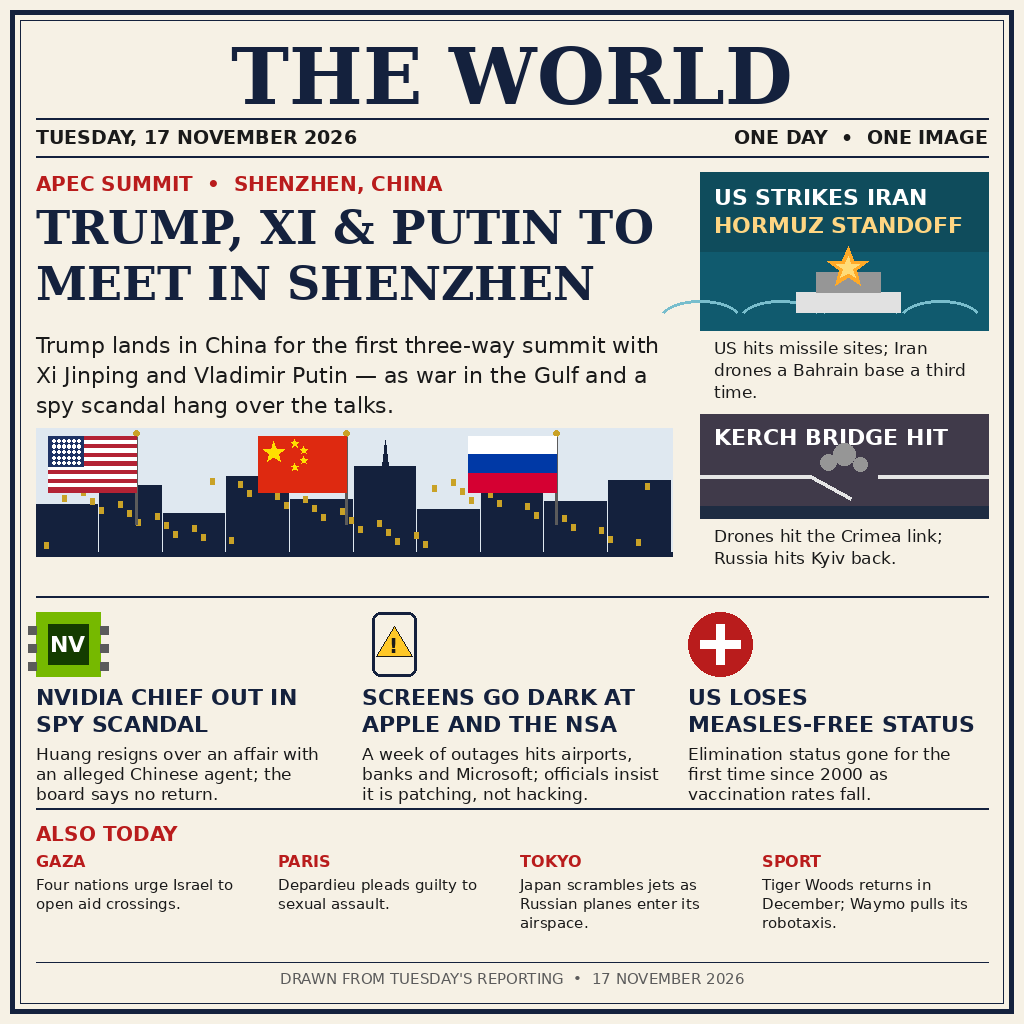 THE WORLD
TUESDAY, 17 NOVEMBER 2026
ONE DAY • ONE IMAGE
APEC SUMMIT • SHENZHEN, CHINA
TRUMP, XI & PUTIN TO
MEET IN SHENZHEN
Trump lands in China for the first three-way summit with
Xi Jinping and Vladimir Putin — as war in the Gulf and a
spy scandal hang over the talks.
US STRIKES IRAN
HORMUZ STANDOFF
US hits missile sites; Iran
drones a Bahrain base a third
time.
KERCH BRIDGE HIT
Drones hit the Crimea link;
Russia hits Kyiv back.
NV
NVIDIA CHIEF OUT IN
SPY SCANDAL
Huang resigns over an affair with
an alleged Chinese agent; the
board says no return.
!
SCREENS GO DARK AT
APPLE AND THE NSA
A week of outages hits airports,
banks and Microsoft; officials insist
it is patching, not hacking.
US LOSES
MEASLES-FREE STATUS
Elimination status gone for the
first time since 2000 as
vaccination rates fall.
ALSO TODAY
GAZA
Four nations urge Israel to
open aid crossings.
PARIS
Depardieu pleads guilty to
sexual assault.
TOKYO
Japan scrambles jets as
Russian planes enter its
airspace.
SPORT
Tiger Woods returns in
December; Waymo pulls its
robotaxis.
DRAWN FROM TUESDAY'S REPORTING • 17 NOVEMBER 2026